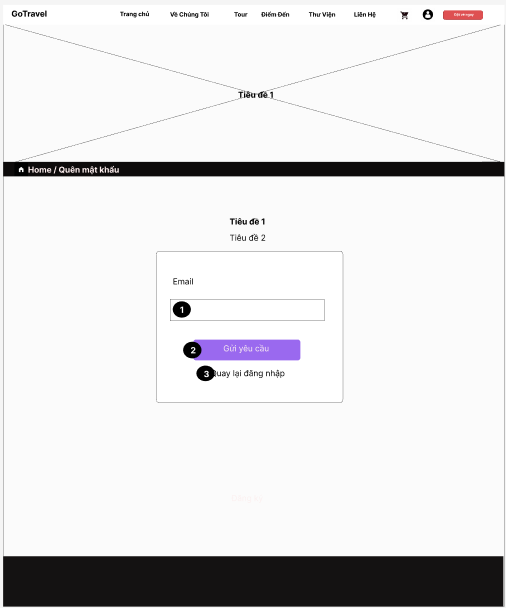 GoTravel Trang chủ Về Chúng Tôi Tour Điểm Đến Thư Viện Liên Hệ
Tiêu đề 1
Home / Quên mật khẩu
Tiêu đề 1
Tiêu đề 2
Email
1
2 Gửi yêu cầu
3 Quay lại đăng nhập